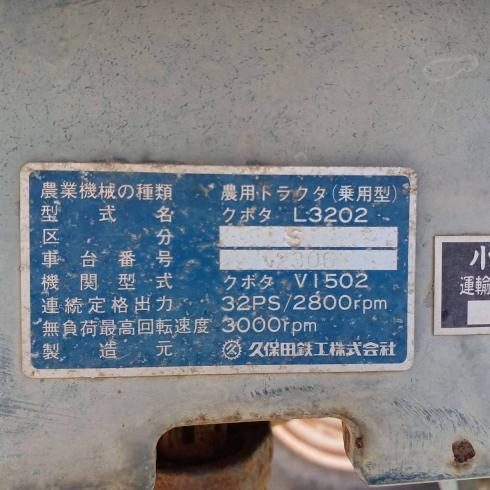 農業機械の種類 農用トラクタ(乗用型)
型式名 クボタ L3202
区分 S
車台番号
機関型式 クボタ V1502
連続定格出力 32PS/2800rpm
無負荷最高回転速度 3000rpm
製造元 久保田鉄工株式会社
小
運輸